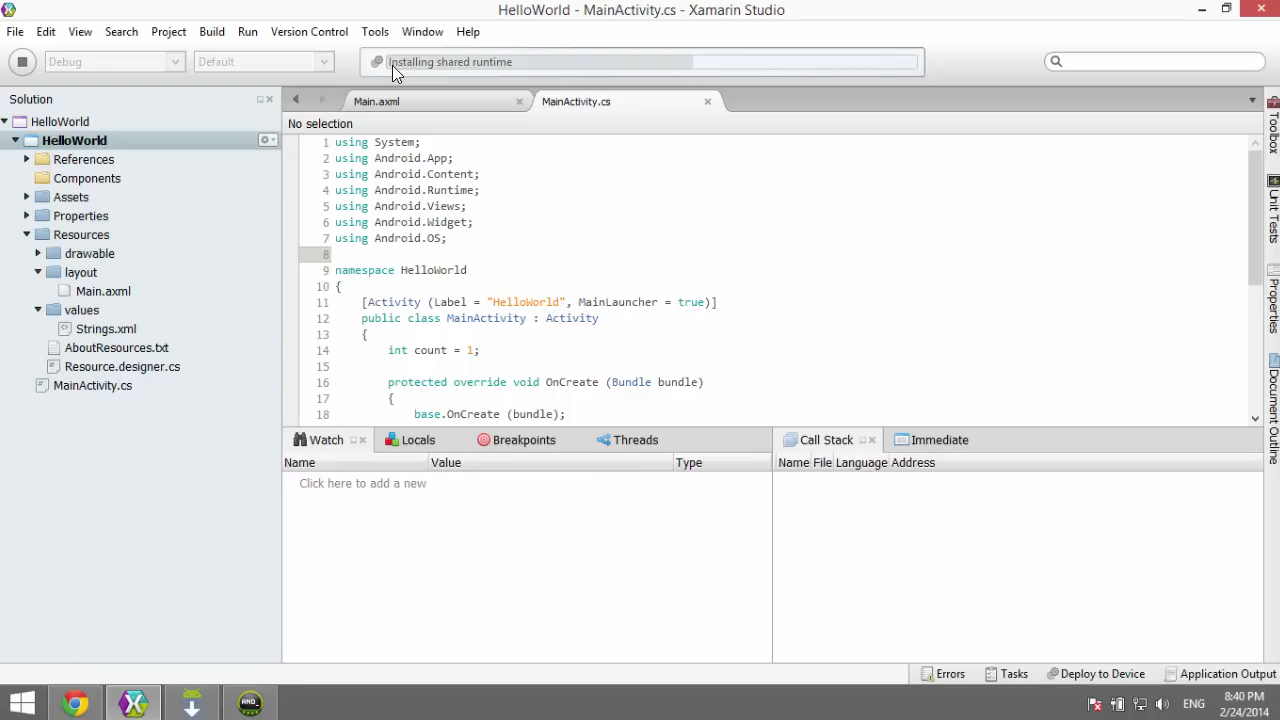 HelloWorld - MainActivity.cs - Xamarin Studio
File Edit View Search Project Build Run Version Control Tools Window Help
Debug Default Installing shared runtime
Solution
HelloWorld
HelloWorld
References
Components
Assets
Properties
Resources
drawable
layout
Main.axml
values
Strings.xml
AboutResources.txt
Resource.designer.cs
MainActivity.cs
Main.axml MainActivity.cs
No selection
1 using System;
2 using Android.App;
3 using Android.Content;
4 using Android.Runtime;
5 using Android.Views;
6 using Android.Widget;
7 using Android.OS;
8
9 namespace HelloWorld
10 {
11 [Activity (Label = "HelloWorld", MainLauncher = true)]
12 public class MainActivity : Activity
13 {
14 int count = 1;
15
16 protected override void OnCreate (Bundle bundle)
17 {
18 base.OnCreate (bundle);
Toolbox
Unit Tests
Properties
Document Outline
Watch Locals Breakpoints Threads
Name Value Type
Click here to add a new
Call Stack Immediate
Name File Language Address
Errors Tasks Deploy to Device Application Output
AND_
ENG
8:40 PM
2/24/2014